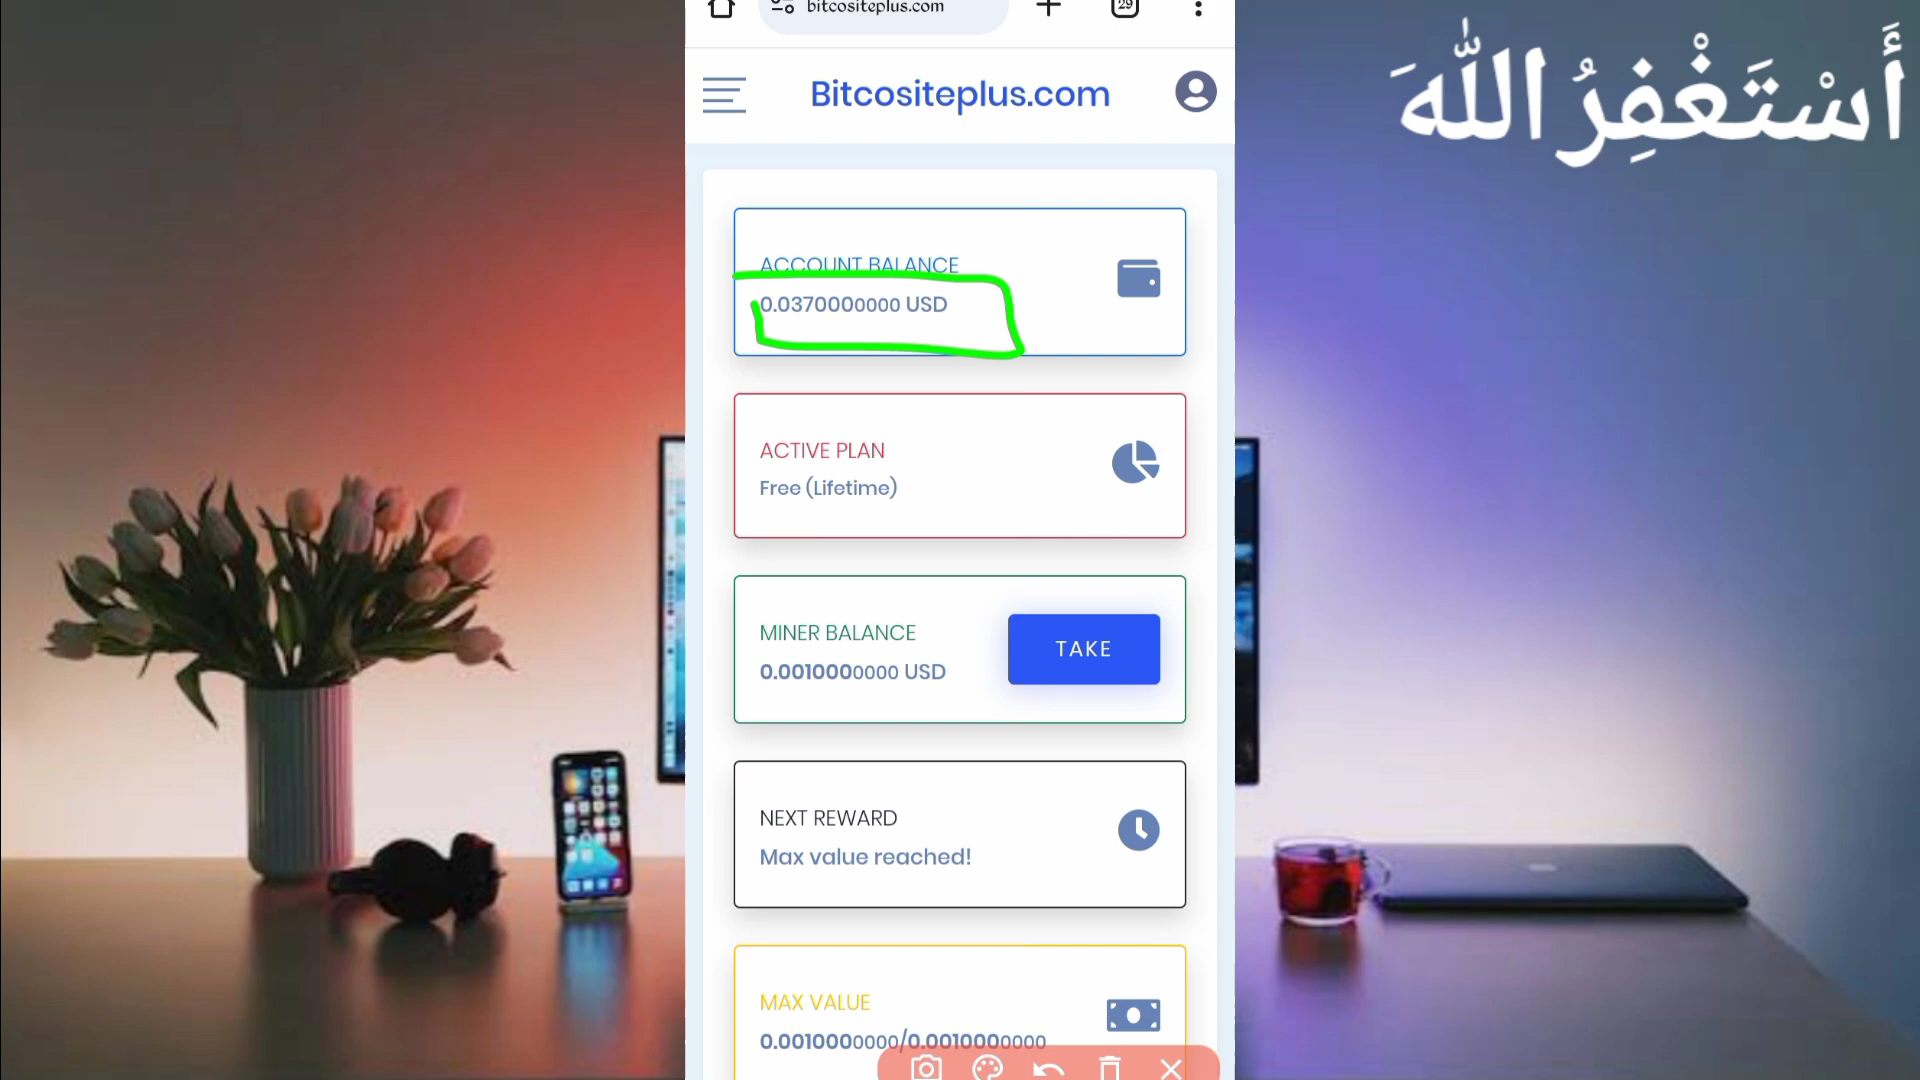 bitcositeplus.com
29
Bitcositeplus.com
أَسْتَغْفِرُ اللّٰهَ
ACCOUNT BALANCE
0.0370000000 USD
ACTIVE PLAN
Free (Lifetime)
MINER BALANCE
0.0010000000 USD
TAKE
NEXT REWARD
Max value reached!
MAX VALUE
0.0010000000/0.0010000000